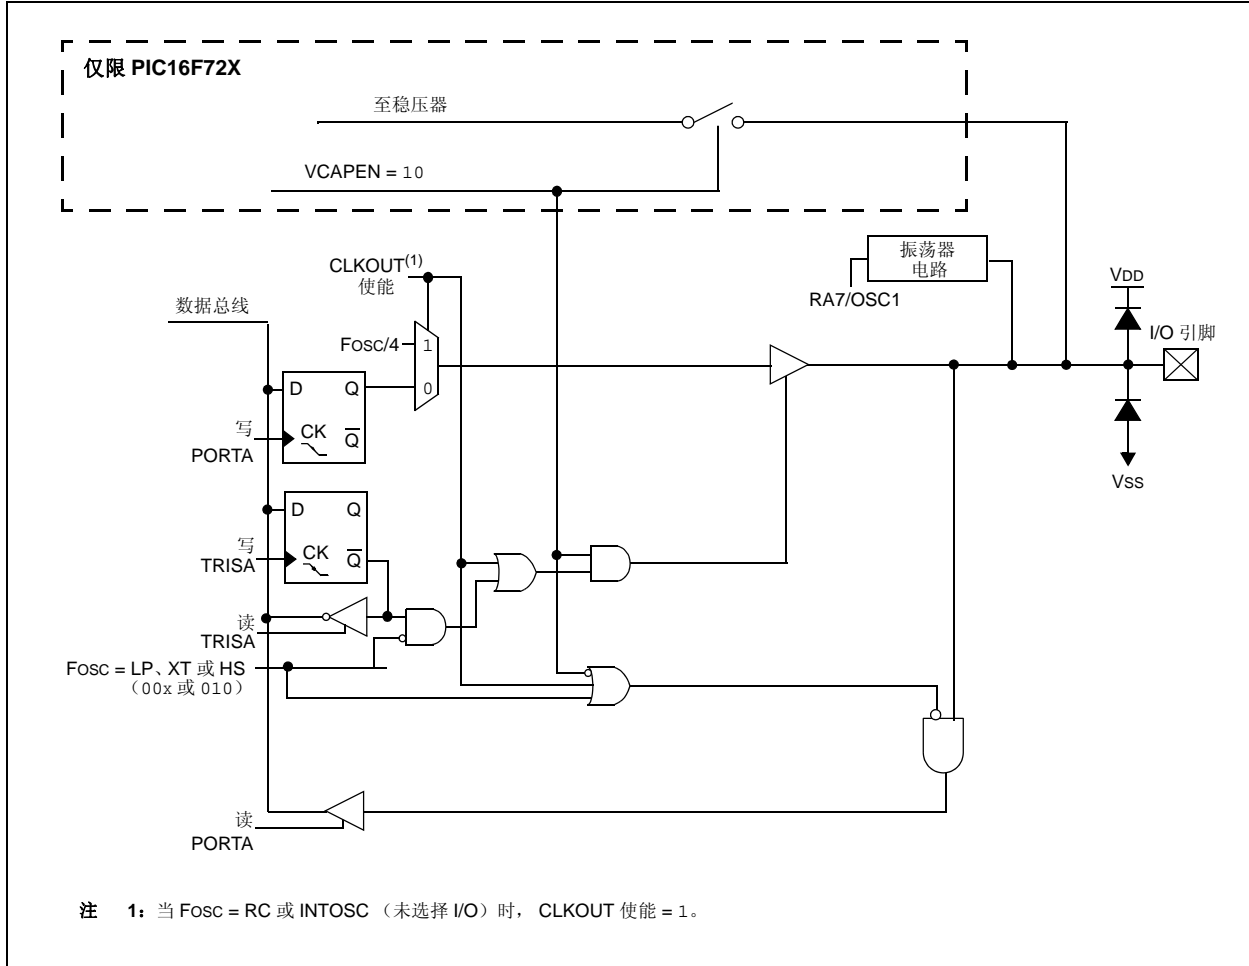 仅限 PIC16F72X
至稳压器
VCAPEN = 10
CLKOUT(1)
使能
振荡器
电路
RA7/OSC1
VDD
I/O 引脚
数据总线
FOSC/4
1
0
D Q
写
PORTA
CK Q
VSS
D Q
写
TRISA
CK Q
读
TRISA
FOSC = LP、XT 或 HS
（00x 或 010）
读
PORTA
注 1: 当 FOSC = RC 或 INTOSC （未选择 I/O）时， CLKOUT 使能 = 1。